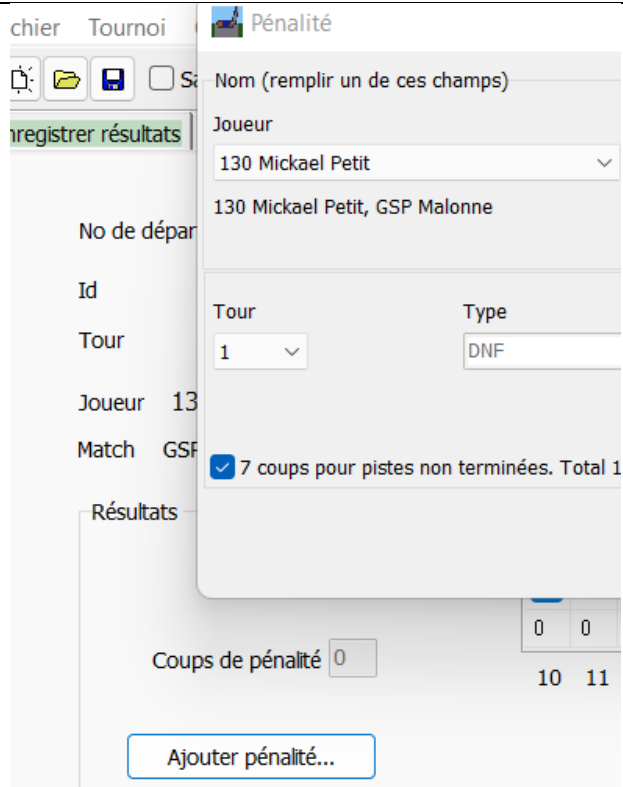 chier Tournoi
Pénalité
Nom (remplir un de ces champs)
Joueur
130 Mickael Petit
130 Mickael Petit, GSP Malonne
nregistrer résultats
No de dépar
Id
Tour
Tour Type
1 DNF
Joueur 13
Match GSP
7 coups pour pistes non terminées. Total 1
Résultats
0 0
Coups de pénalité 0
10 11
Ajouter pénalité...